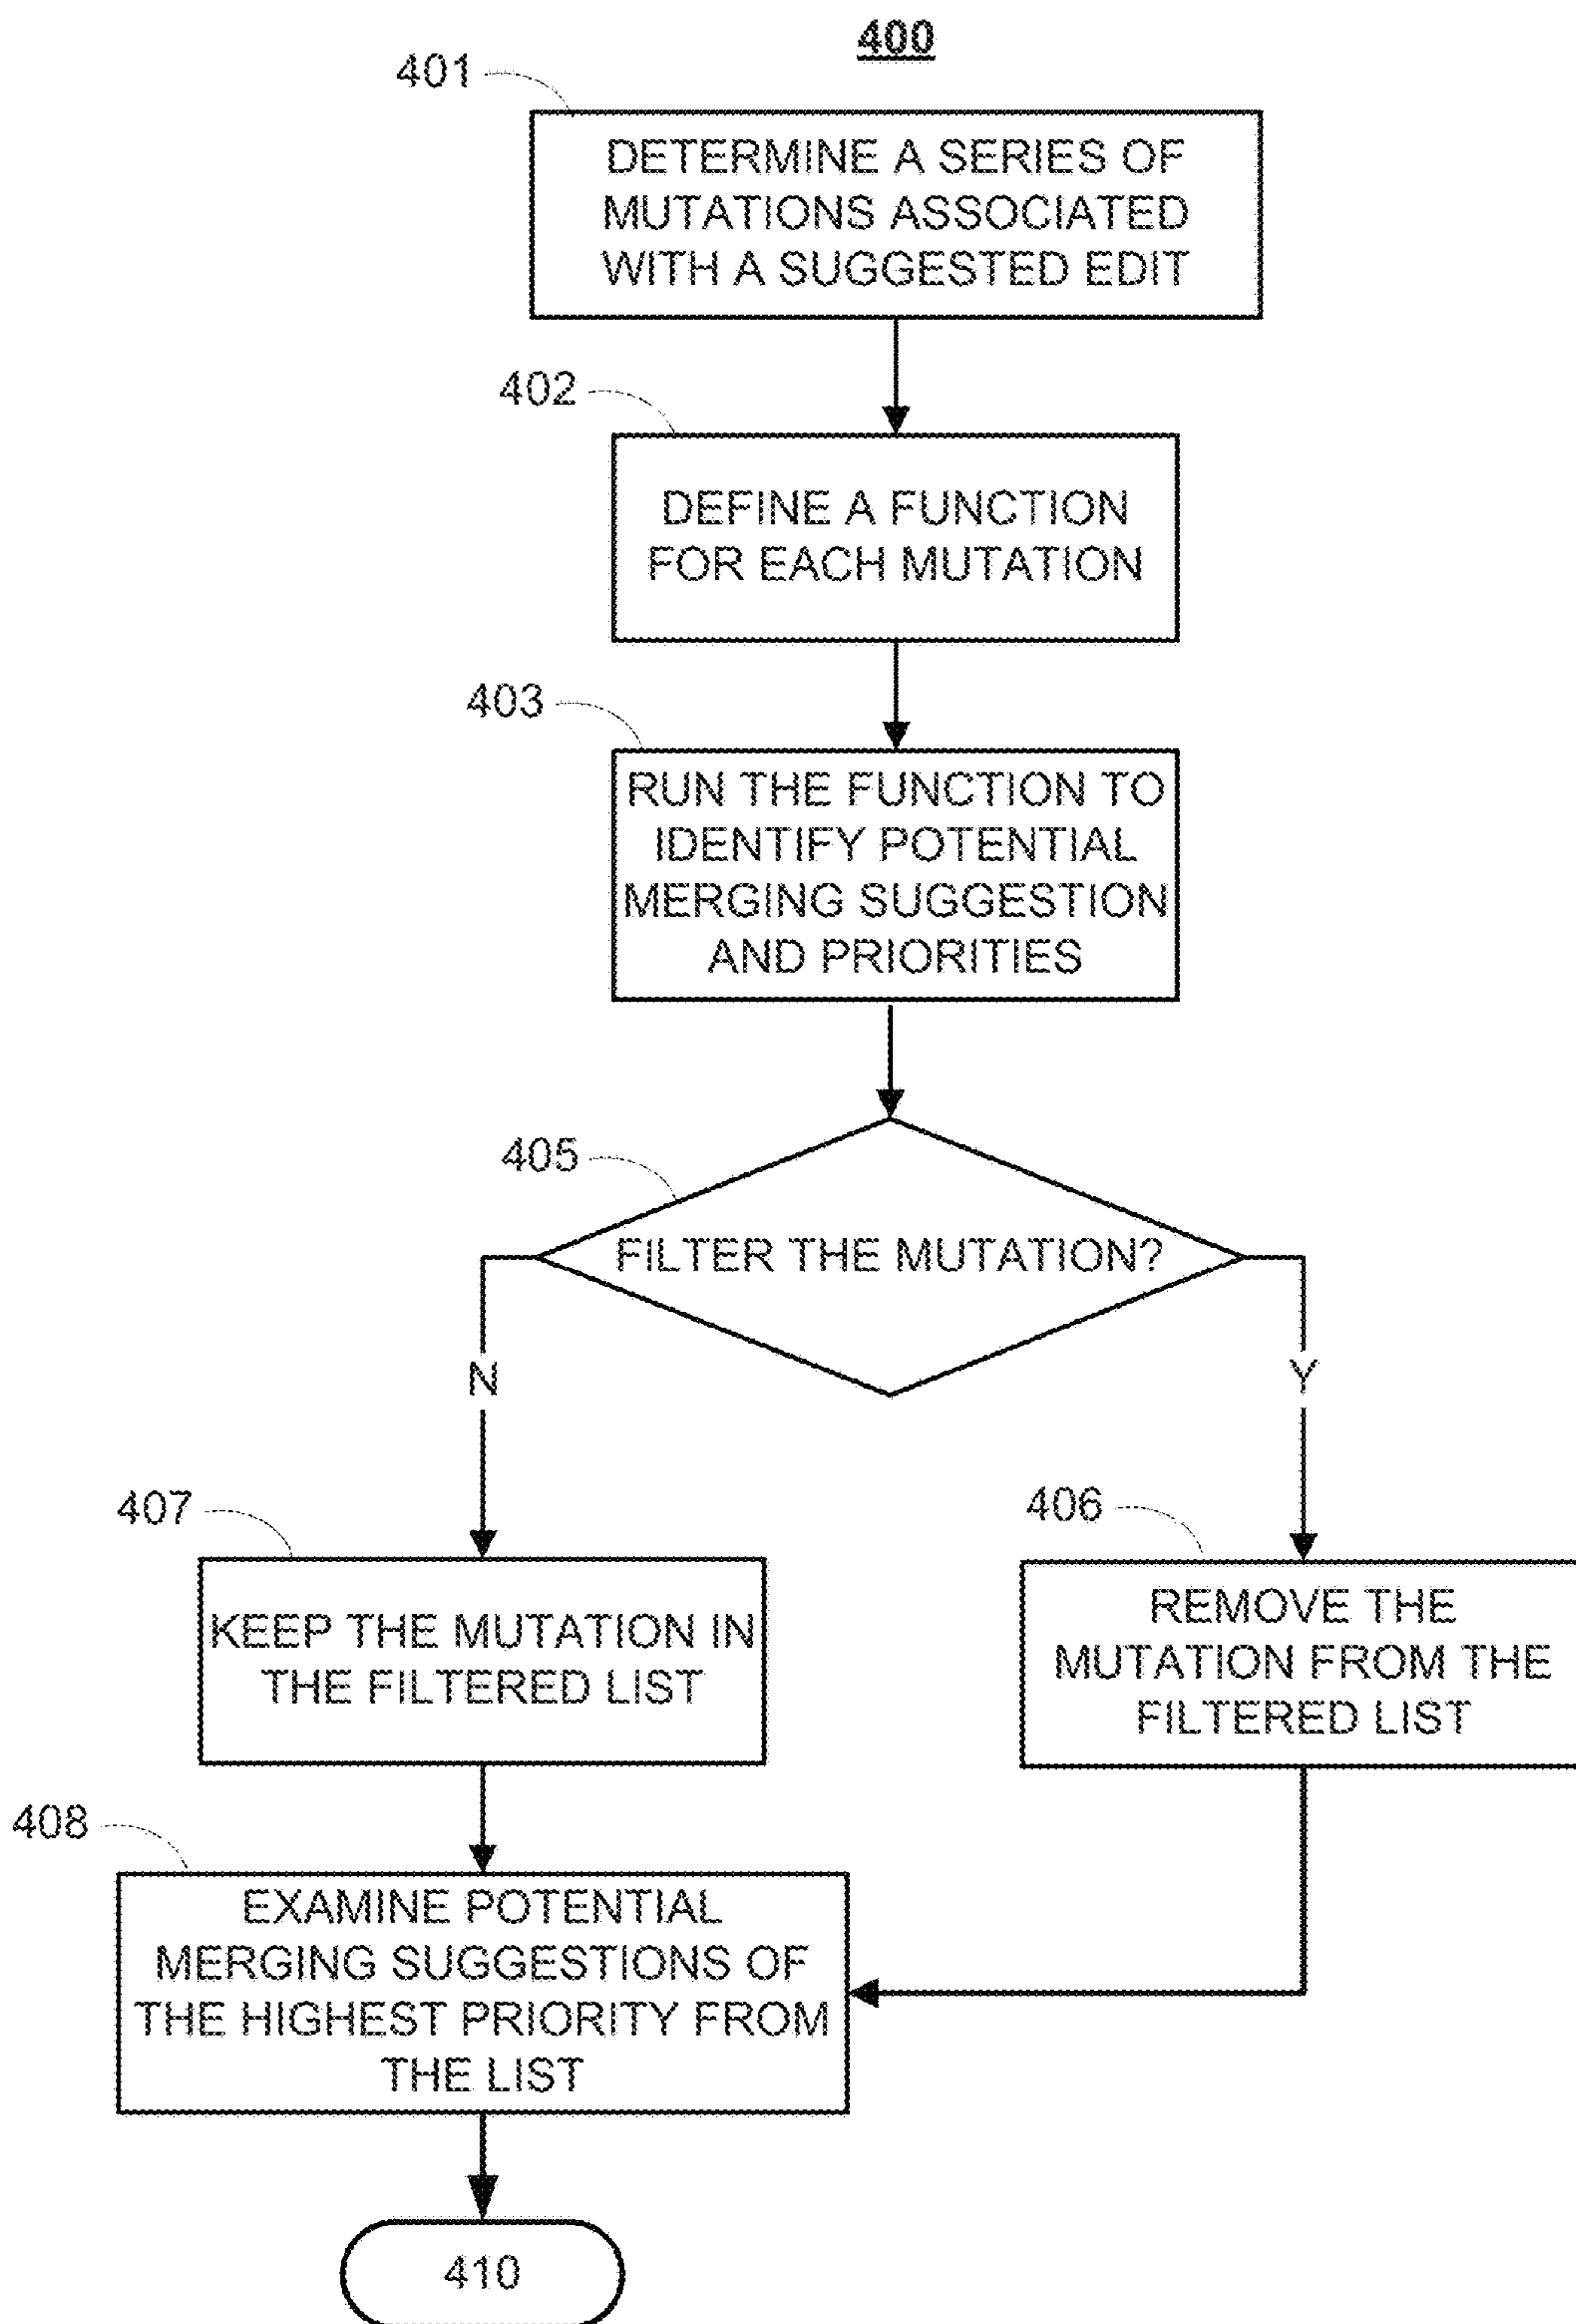 400
401
DETERMINE A SERIES OF
MUTATIONS ASSOCIATED
WITH A SUGGESTED EDIT
402
DEFINE A FUNCTION
FOR EACH MUTATION
403
RUN THE FUNCTION TO
IDENTIFY POTENTIAL
MERGING SUGGESTION
AND PRIORITIES
405
FILTER THE MUTATION?
N
Y
407
KEEP THE MUTATION IN
THE FILTERED LIST
406
REMOVE THE
MUTATION FROM THE
FILTERED LIST
408
EXAMINE POTENTIAL
MERGING SUGGESTIONS OF
THE HIGHEST PRIORITY FROM
THE LIST
410